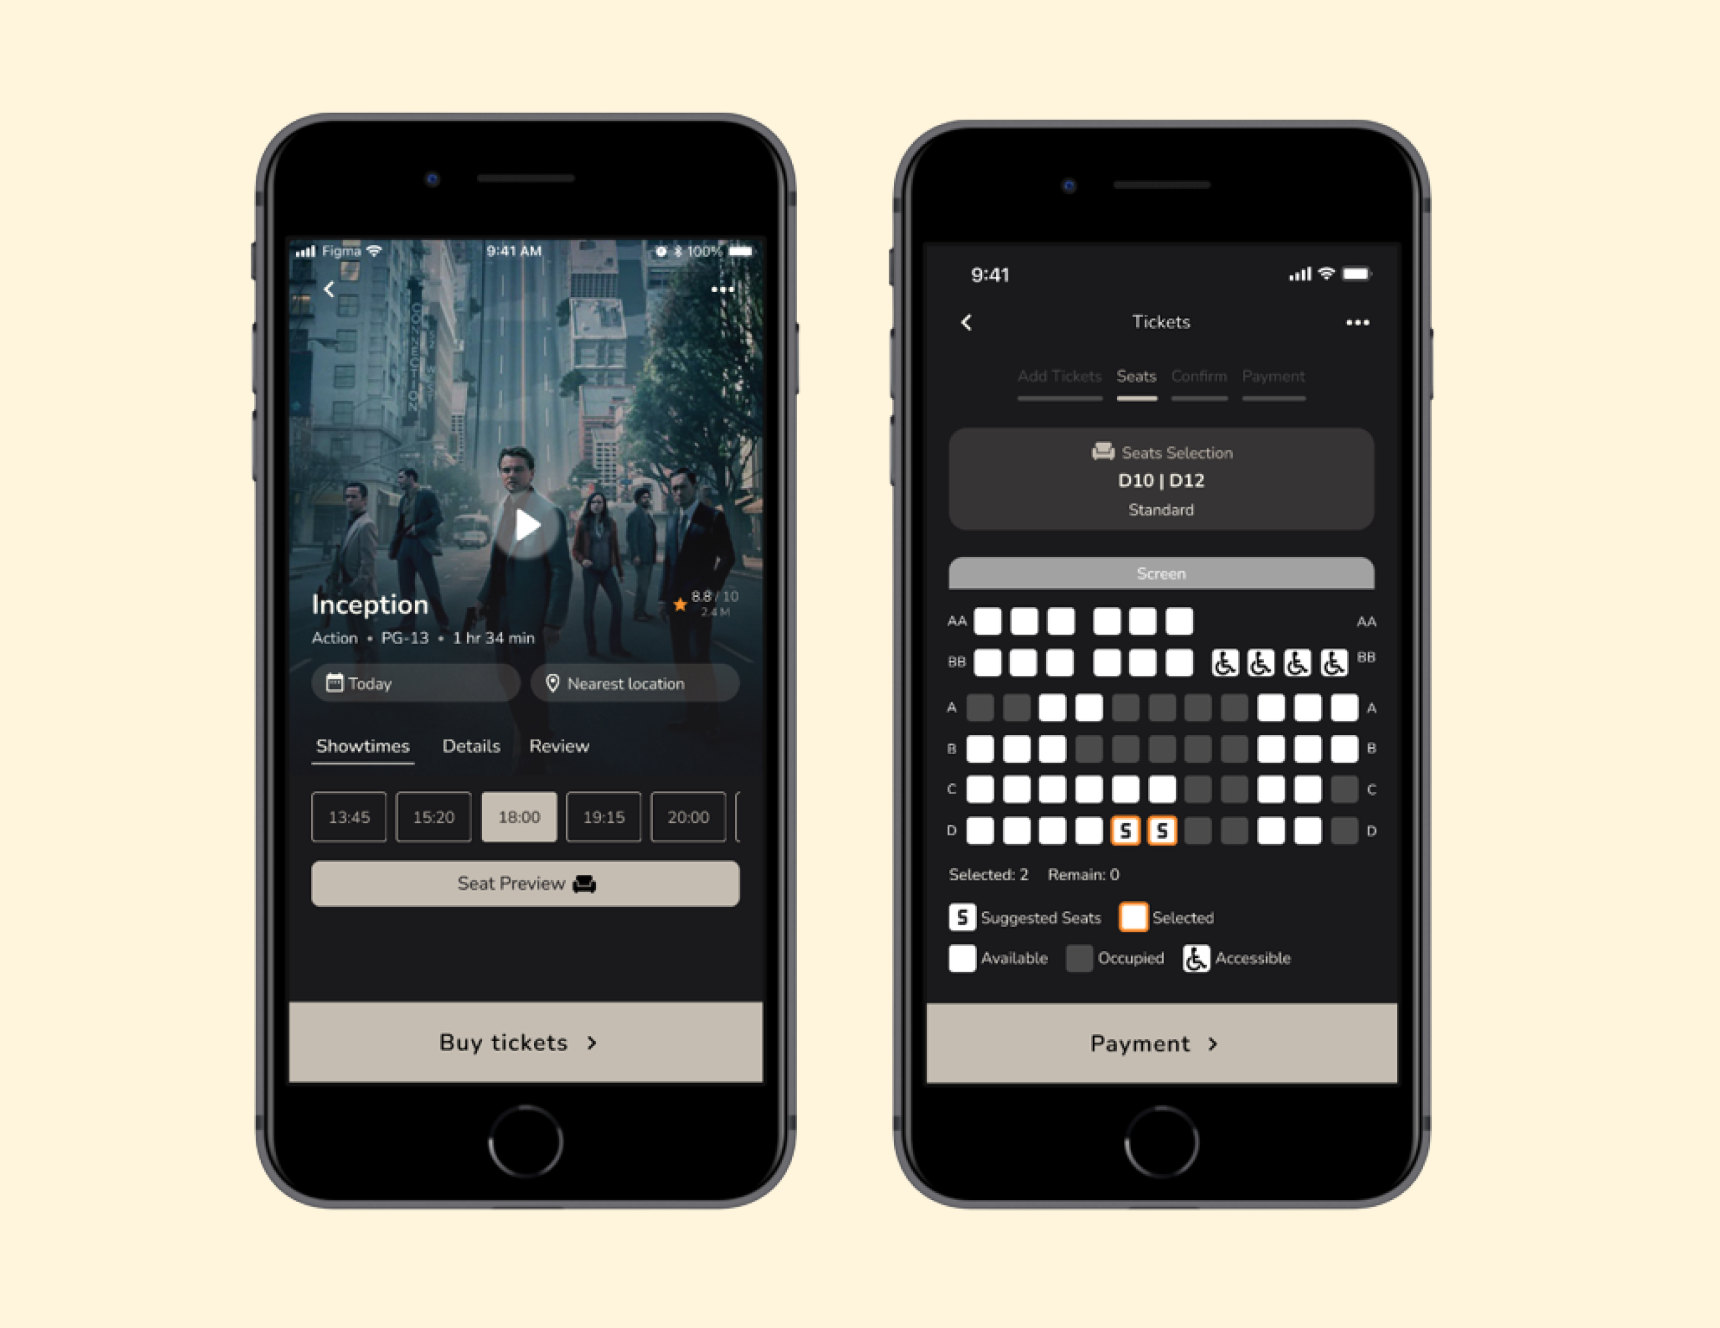 Figma 9:41 AM 100%
CONNECTION
Inception
8.8 / 10
2.4 M
Action • PG-13 • 1 hr 34 min
Today Nearest location
Showtimes Details Review
13:45 15:20 18:00 19:15 20:00
Seat Preview
Buy tickets >
9:41
Tickets
Add Tickets Seats Confirm Payment
Seats Selection
D10 | D12
Standard
Screen
AA AA
BB BB
A A
B B
C C
D S S D
Selected: 2 Remain: 0
S Suggested Seats Selected
Available Occupied Accessible
Payment >